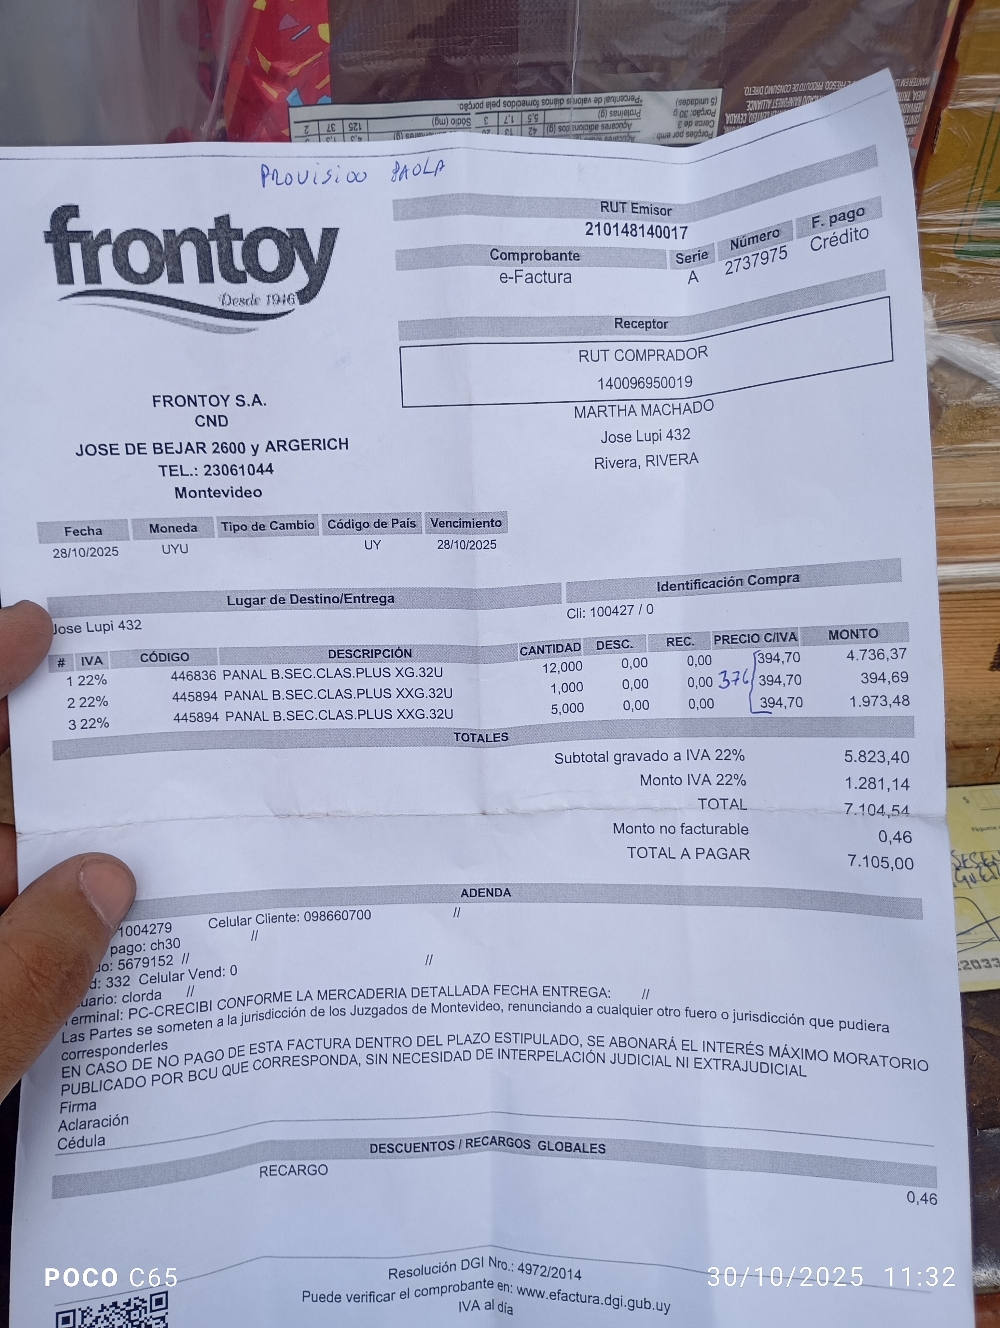 PROVISIOO PAOLA
frontoy
Desde 1946
RUT Emisor
210148140017
Comprobante Serie Número F. pago
e-Factura A 2737975 Crédito
Receptor
RUT COMPRADOR
140096950019
MARTHA MACHADO
Jose Lupi 432
Rivera, RIVERA
FRONTOY S.A.
CND
JOSE DE BEJAR 2600 y ARGERICH
TEL.: 23061044
Montevideo
Fecha Moneda Tipo de Cambio Código de País Vencimiento
28/10/2025 UYU UY 28/10/2025
Lugar de Destino/Entrega Identificación Compra
Jose Lupi 432 Cli: 100427 / 0
# IVA CÓDIGO DESCRIPCIÓN CANTIDAD DESC. REC. PRECIO C/IVA MONTO
1 22% 446836 PANAL B.SEC.CLAS.PLUS XG.32U 12,000 0,00 0,00 394,70 4.736,37
2 22% 445894 PANAL B.SEC.CLAS.PLUS XXG.32U 1,000 0,00 0,00 376 394,70 394,69
3 22% 445894 PANAL B.SEC.CLAS.PLUS XXG.32U 5,000 0,00 0,00 394,70 1.973,48
TOTALES
Subtotal gravado a IVA 22% 5.823,40
Monto IVA 22% 1.281,14
TOTAL 7.104,54
Monto no facturable 0,46
TOTAL A PAGAR 7.105,00
ADENDA
1004279 Celular Cliente: 098660700 //
pago: ch30 //
do: 5679152 // //
d: 332 Celular Vend: 0
uario: clorda //
erminal: PC-CRECIBI CONFORME LA MERCADERIA DETALLADA FECHA ENTREGA: //
Las Partes se someten a la jurisdicción de los Juzgados de Montevideo, renunciando a cualquier otro fuero o jurisdicción que pudiera
corresponderles
EN CASO DE NO PAGO DE ESTA FACTURA DENTRO DEL PLAZO ESTIPULADO, SE ABONARÁ EL INTERÉS MÁXIMO MORATORIO
PUBLICADO POR BCU QUE CORRESPONDA, SIN NECESIDAD DE INTERPELACIÓN JUDICIAL NI EXTRAJUDICIAL
Firma
Aclaración
Cédula
DESCUENTOS / RECARGOS GLOBALES
RECARGO
0,46
Resolución DGI Nro.: 4972/2014
Puede verificar el comprobante en: www.efactura.dgi.gub.uy
IVA al día
POCO C65
30/10/2025 11:32